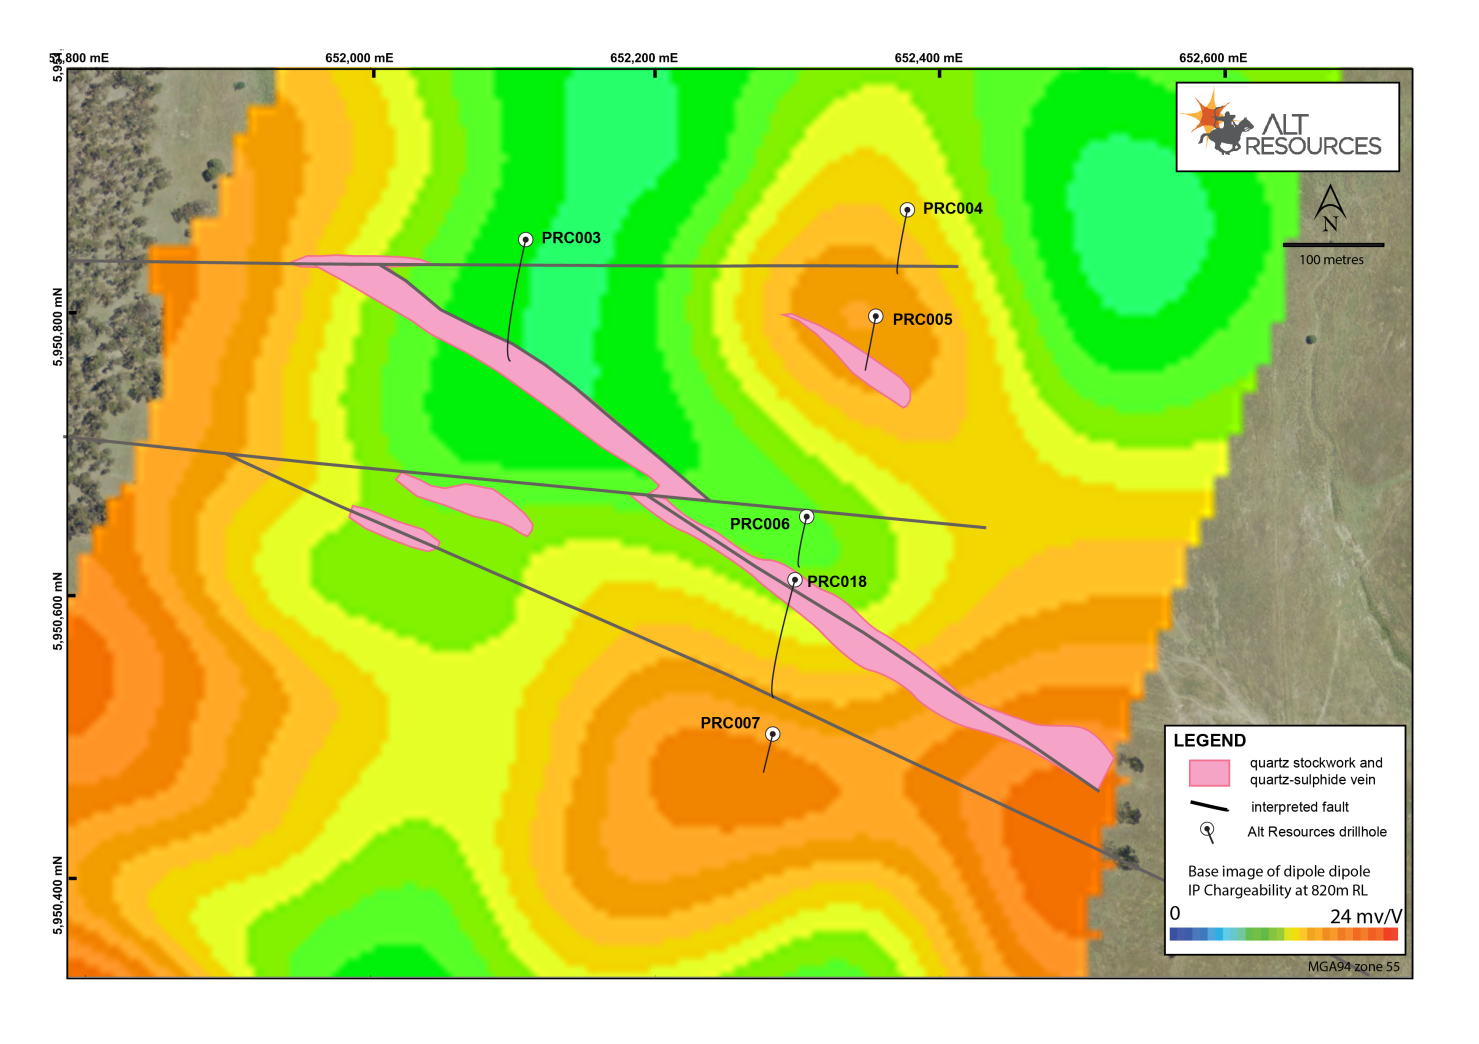 51,800 mE
652,000 mE
652,200 mE
652,400 mE
652,600 mE
5,950,800 mN
5,950,600 mN
5,950,400 mN
ALT
RESOURCES
N
100 metres
PRC003
PRC004
PRC005
PRC006
PRC018
PRC007
LEGEND
quartz stockwork and
quartz-sulphide vein
interpreted fault
Alt Resources drillhole
Base image of dipole dipole
IP Chargeability at 820m RL
0 24 mv/V
MGA94 zone 55